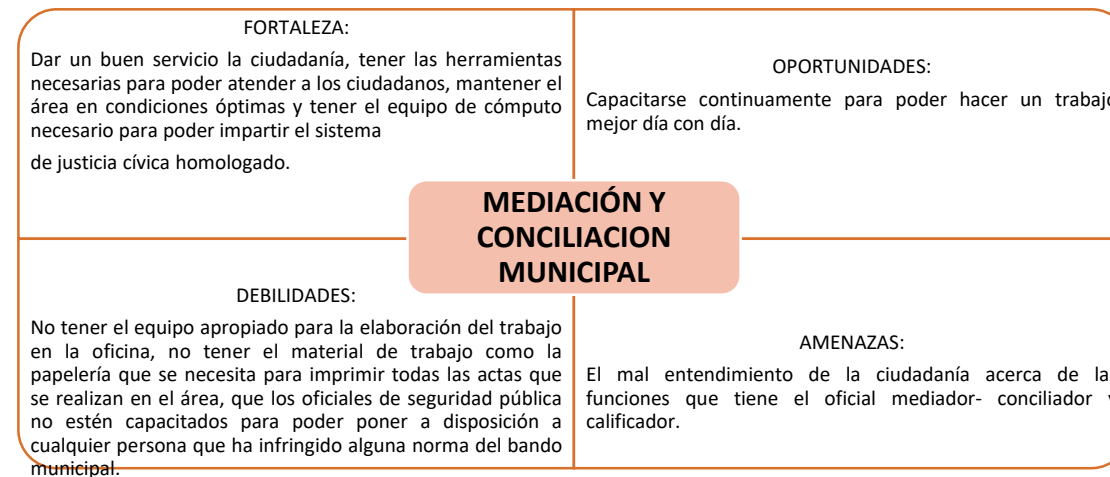 FORTALEZA:
Dar un buen servicio la ciudadanía, tener las herramientas
necesarias para poder atender a los ciudadanos, mantener el
área en condiciones óptimas y tener el equipo de cómputo
necesario para poder impartir el sistema
de justicia cívica homologado.
OPORTUNIDADES:
Capacitarse continuamente para poder hacer un trabajo
mejor día con día.
MEDIACIÓN Y
CONCILIACION
MUNICIPAL
DEBILIDADES:
No tener el equipo apropiado para la elaboración del trabajo
en la oficina, no tener el material de trabajo como la
papelería que se necesita para imprimir todas las actas que
se realizan en el área, que los oficiales de seguridad pública
no estén capacitados para poder poner a disposición a
cualquier persona que ha infringido alguna norma del bando
municipal.
AMENAZAS:
El mal entendimiento de la ciudadanía acerca de la
funciones que tiene el oficial mediador- conciliador y
calificador.